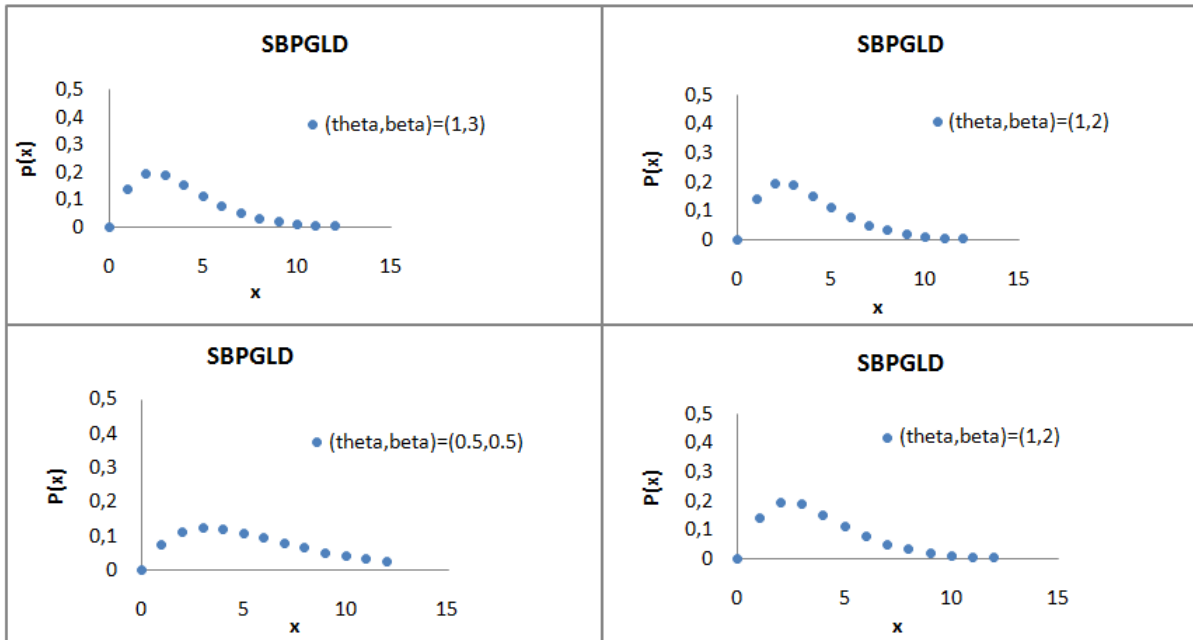 SBPGLD
0,5
0,4
0,3
0,2
0,1
0
p(x)
(theta,beta)=(1,3)
0 5 10 15
x
SBPGLD
0,5
0,4
0,3
0,2
0,1
0
P(x)
(theta,beta)=(1,2)
0 5 10 15
x
SBPGLD
0,5
0,4
0,3
0,2
0,1
0
P(x)
(theta,beta)=(0.5,0.5)
0 5 10 15
x
SBPGLD
0,5
0,4
0,3
0,2
0,1
0
P(x)
(theta,beta)=(1,2)
0 5 10 15
x